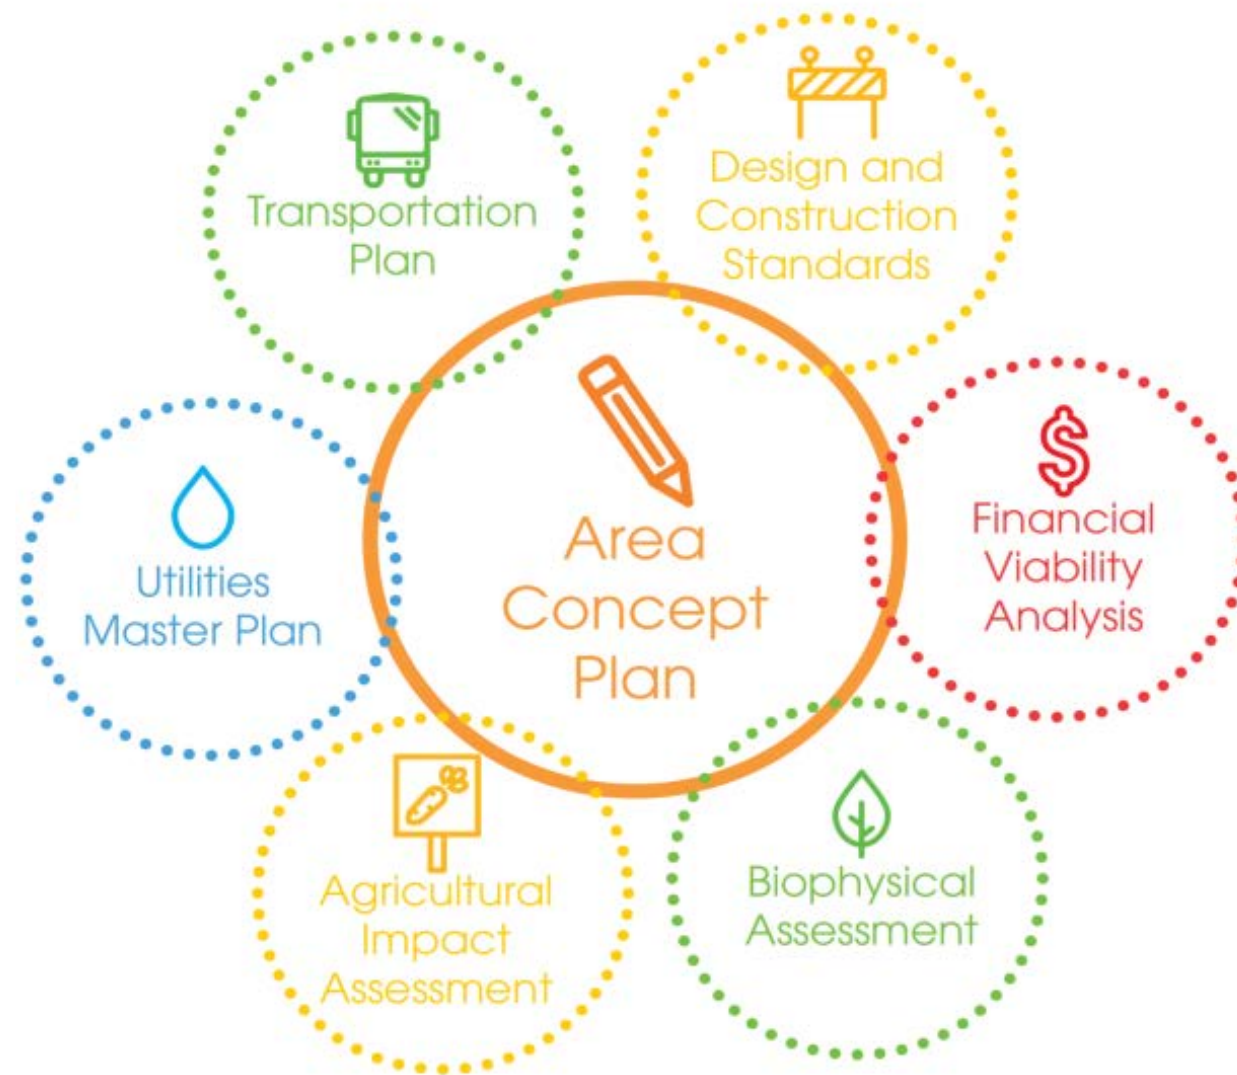 Transportation
Plan
Design and
Construction
Standards
Area
Concept
Plan
Financial
Viability
Analysis
Utilities
Master Plan
Agricultural
Impact
Assessment
Biophysical
Assessment